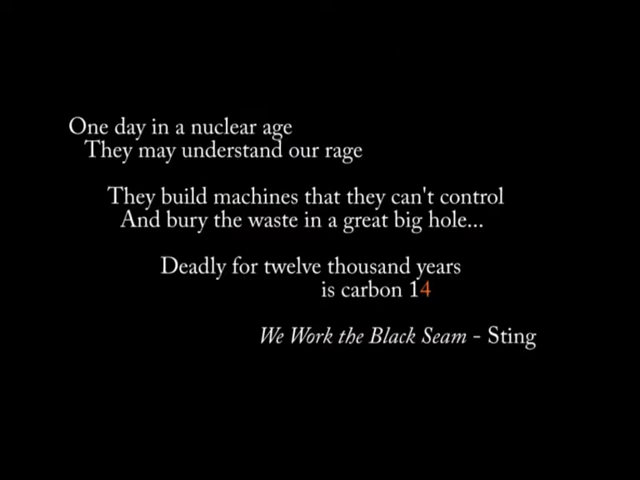 One day in a nuclear age
They may understand our rage
They build machines that they can't control
And bury the waste in a great big hole...
Deadly for twelve thousand years
is carbon 14
We Work the Black Seam - Sting